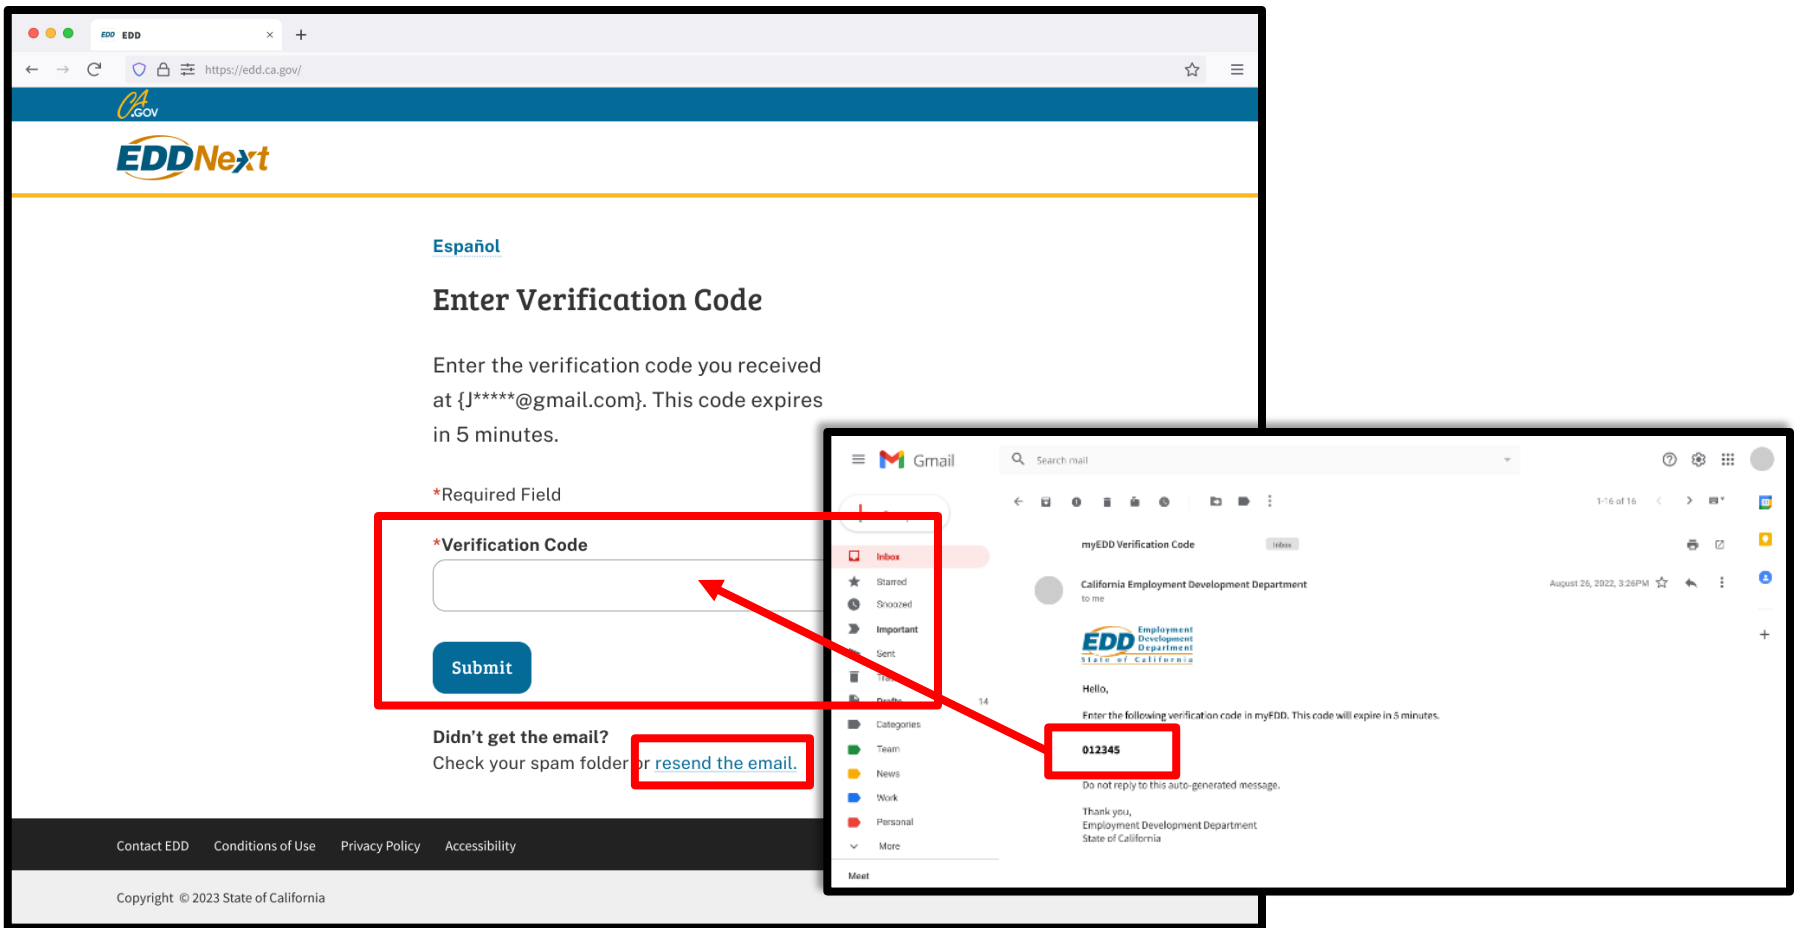 EDD EDD
https://edd.ca.gov/
CA.GOV
EDDNext
Español
Enter Verification Code
Enter the verification code you received
at {J*****@gmail.com}. This code expires
in 5 minutes.
*Required Field
*Verification Code
Submit
Didn't get the email?
Check your spam folder or resend the email.
Contact EDD Conditions of Use Privacy Policy Accessibility
Copyright © 2023 State of California
Gmail
Search mail
1-16 of 16
Inbox
Starred
Snoozed
Important
Sent
Drafts 14
Categories
Team
News
Work
Personal
More
Meet
myEDD Verification Code Inbox
California Employment Development Department August 26, 2022, 3:26PM
to me
EDD Employment
Development
Department
State of California
Hello,
Enter the following verification code in myEDD. This code will expire in 5 minutes.
012345
Do not reply to this auto-generated message.
Thank you,
Employment Development Department
State of California